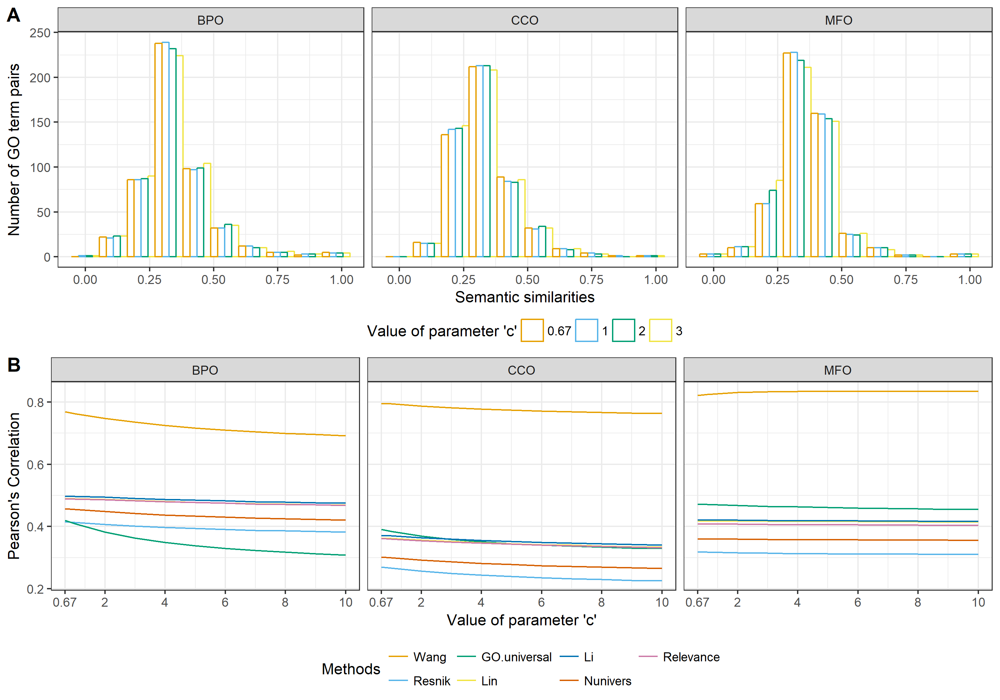 A
BPO CCO MFO
Number of GO term pairs
250
200
150
100
50
0
0.00 0.25 0.50 0.75 1.00 0.00 0.25 0.50 0.75 1.00 0.00 0.25 0.50 0.75 1.00
Semantic similarities
Value of parameter 'c' 0.67 1 2 3
B
BPO CCO MFO
Pearson's Correlation
0.8
0.6
0.4
0.2
0.67 2 4 6 8 10 0.67 2 4 6 8 10 0.67 2 4 6 8 10
Value of parameter 'c'
Methods
Wang GO.universal Li Relevance
Resnik Lin Nunivers